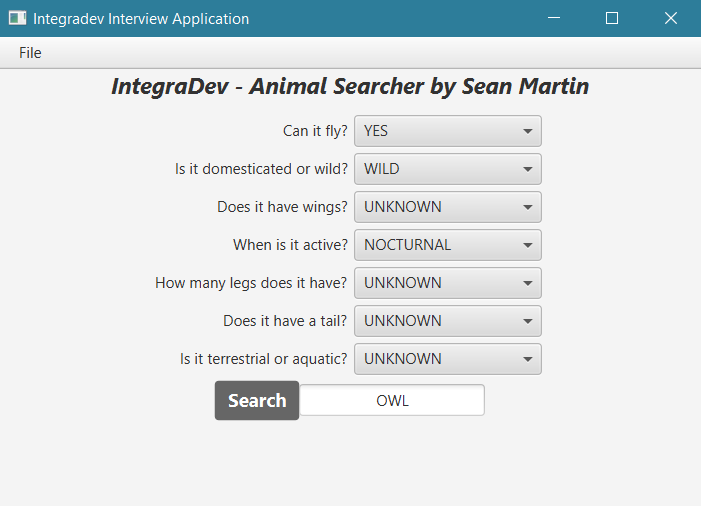 Integradev Interview Application
File
IntegraDev - Animal Searcher by Sean Martin
Can it fly? YES
Is it domesticated or wild? WILD
Does it have wings? UNKNOWN
When is it active? NOCTURNAL
How many legs does it have? UNKNOWN
Does it have a tail? UNKNOWN
Is it terrestrial or aquatic? UNKNOWN
Search OWL